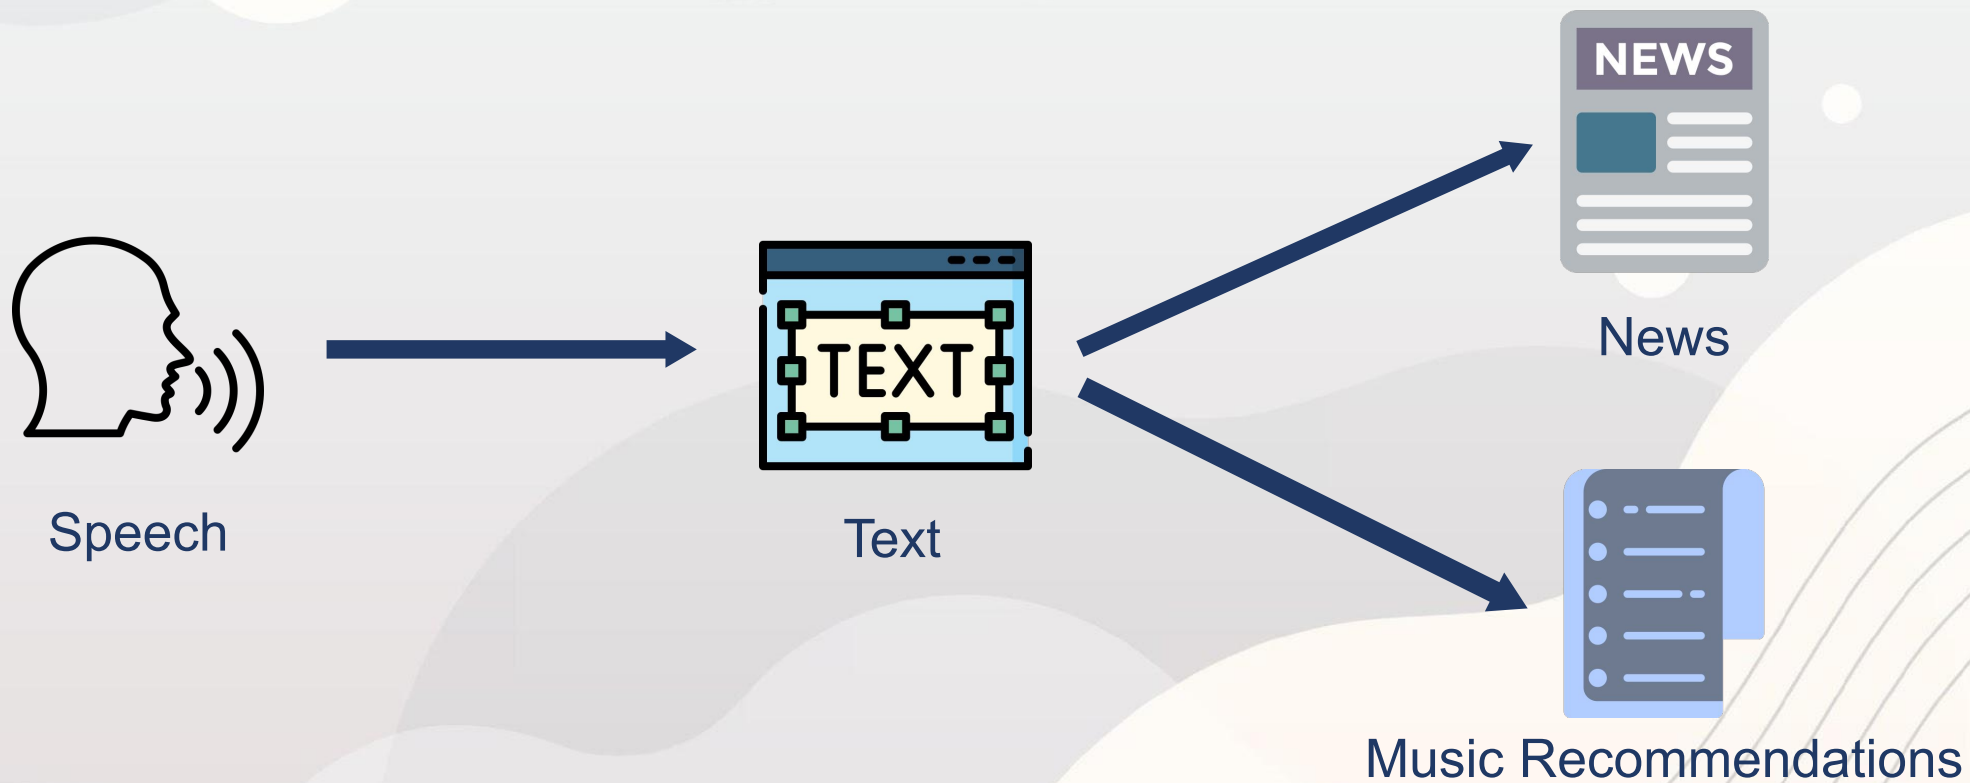 Speech
TEXT
Text
NEWS
News
Music Recommendations